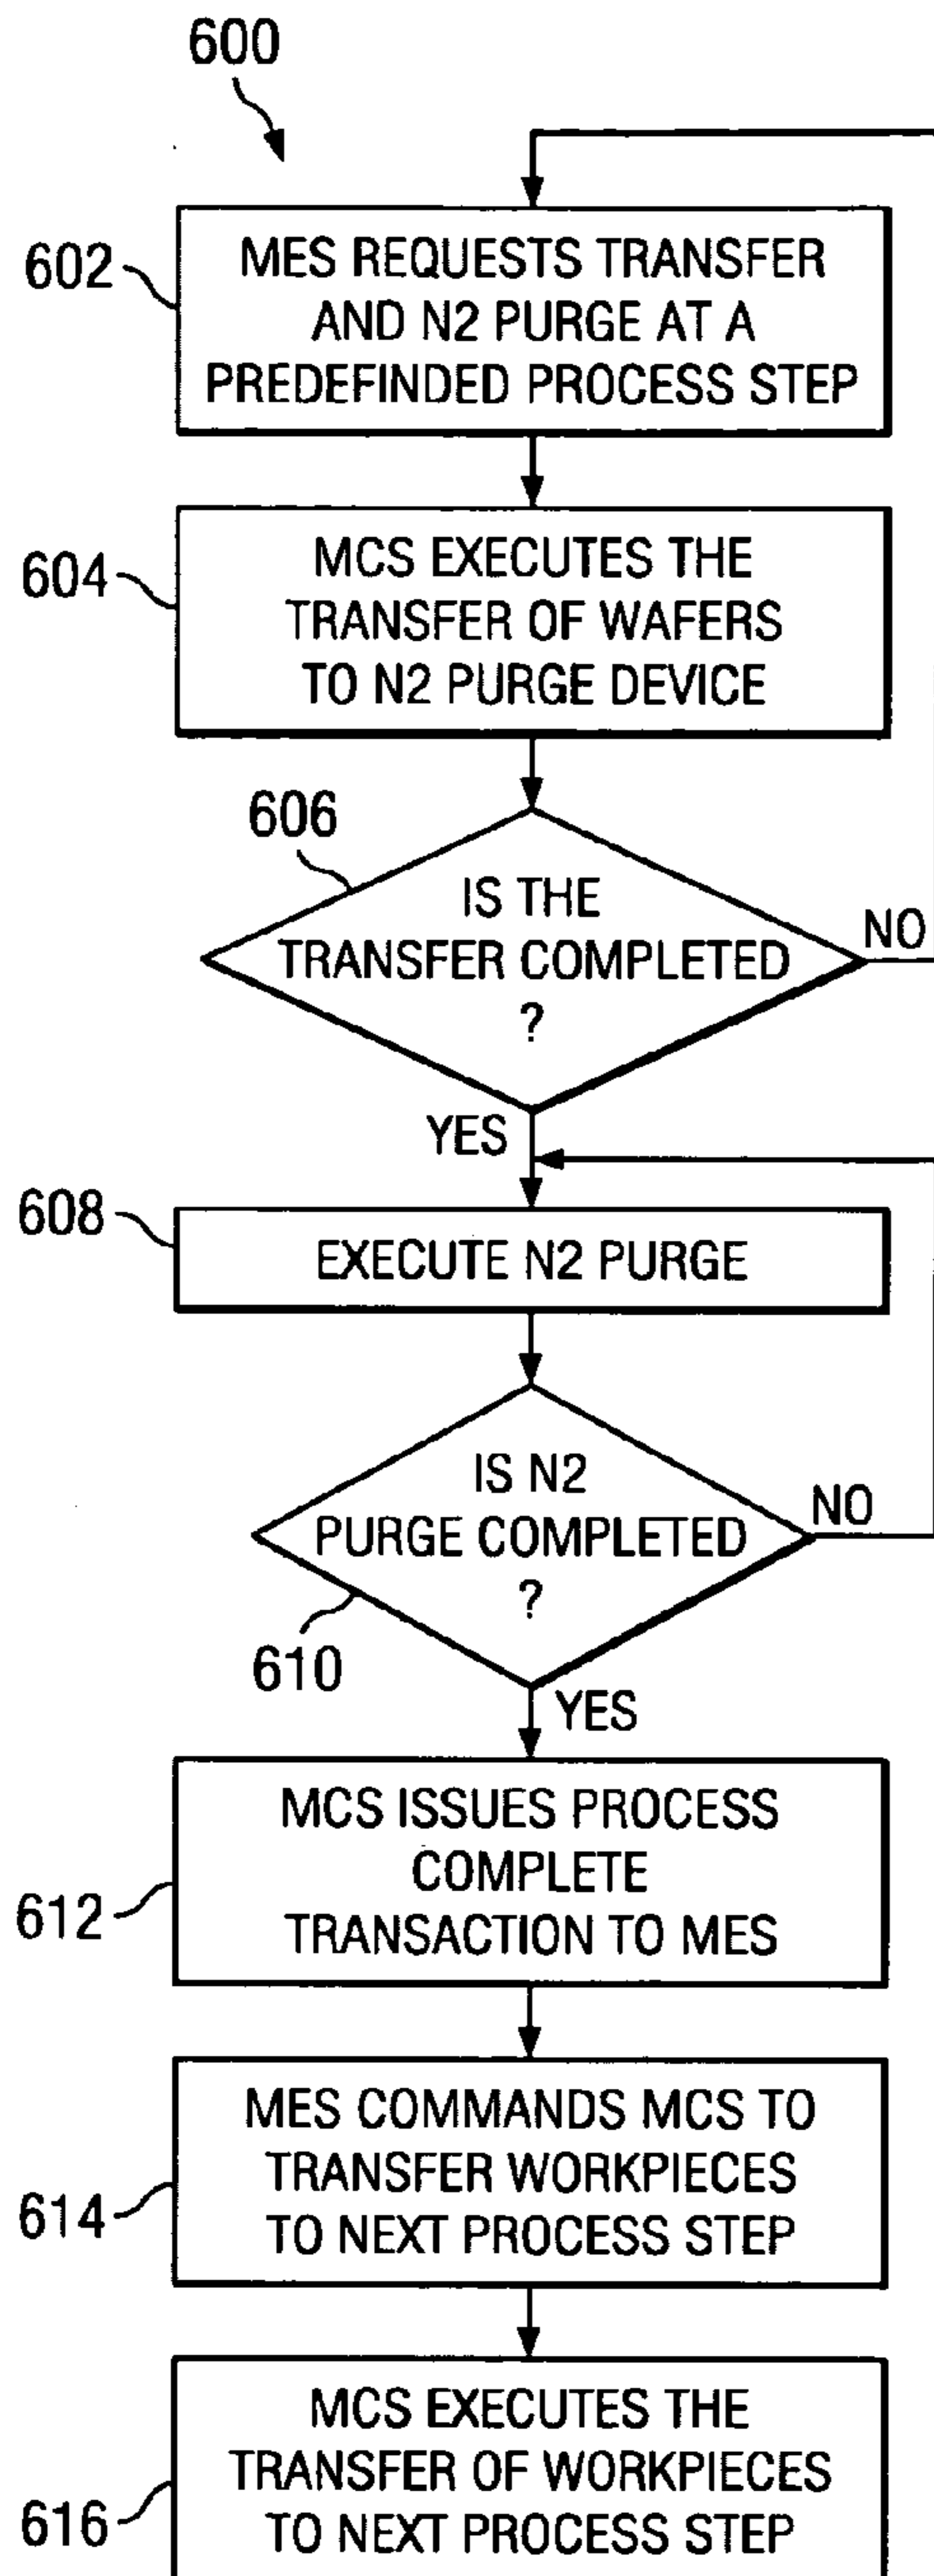 600
602
MES REQUESTS TRANSFER
AND N2 PURGE AT A
PREDEFINDED PROCESS STEP
604
MCS EXECUTES THE
TRANSFER OF WAFERS
TO N2 PURGE DEVICE
606
IS THE
TRANSFER COMPLETED
?
NO
YES
608
EXECUTE N2 PURGE
IS N2
PURGE COMPLETED
?
NO
610
YES
612
MCS ISSUES PROCESS
COMPLETE
TRANSACTION TO MES
614
MES COMMANDS MCS TO
TRANSFER WORKPIECES
TO NEXT PROCESS STEP
616
MCS EXECUTES THE
TRANSFER OF WORKPIECES
TO NEXT PROCESS STEP